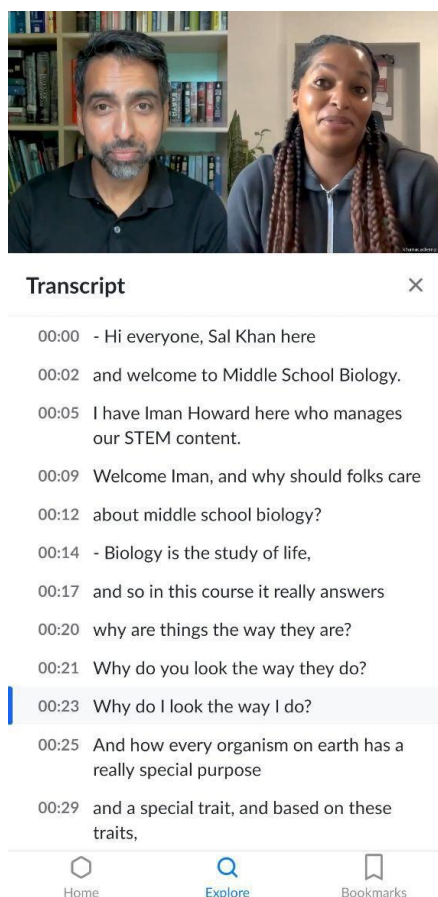 Khan Academy
Transcript
00:00 - Hi everyone, Sal Khan here
00:02 and welcome to Middle School Biology.
00:05 I have Iman Howard here who manages
our STEM content.
00:09 Welcome Iman, and why should folks care
00:12 about middle school biology?
00:14 - Biology is the study of life,
00:17 and so in this course it really answers
00:20 why are things the way they are?
00:21 Why do you look the way they do?
00:23 Why do I look the way I do?
00:25 And how every organism on earth has a
really special purpose
00:29 and a special trait, and based on these
traits,
Home Explore Bookmarks